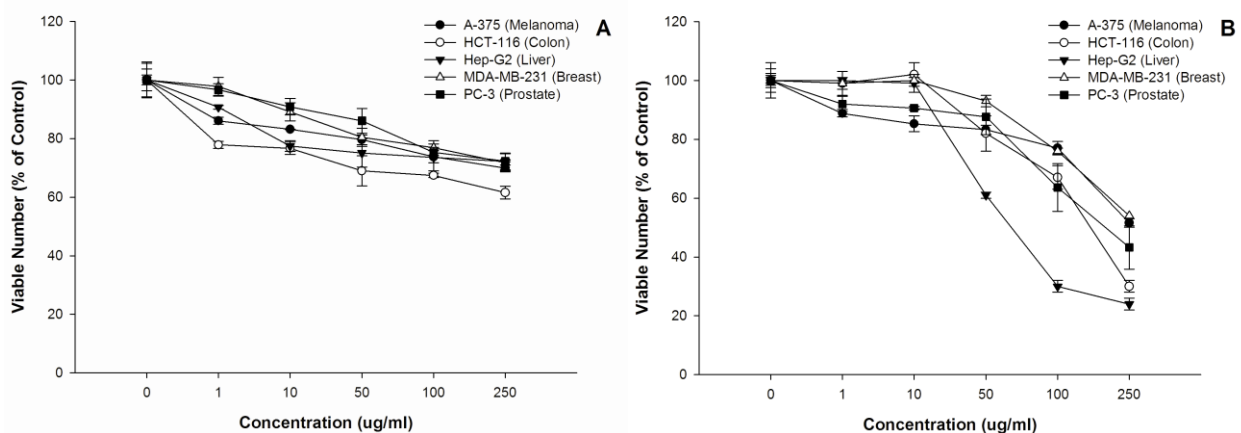 A
A-375 (Melanoma)
HCT-116 (Colon)
Hep-G2 (Liver)
MDA-MB-231 (Breast)
PC-3 (Prostate)
Viable Number (% of Control)
120
100
80
60
40
20
0
0 1 10 50 100 250
Concentration (ug/ml)
B
A-375 (Melanoma)
HCT-116 (Colon)
Hep-G2 (Liver)
MDA-MB-231 (Breast)
PC-3 (Prostate)
Viable Number (% of Control)
120
100
80
60
40
20
0
0 1 10 50 100 250
Concentration (ug/ml)